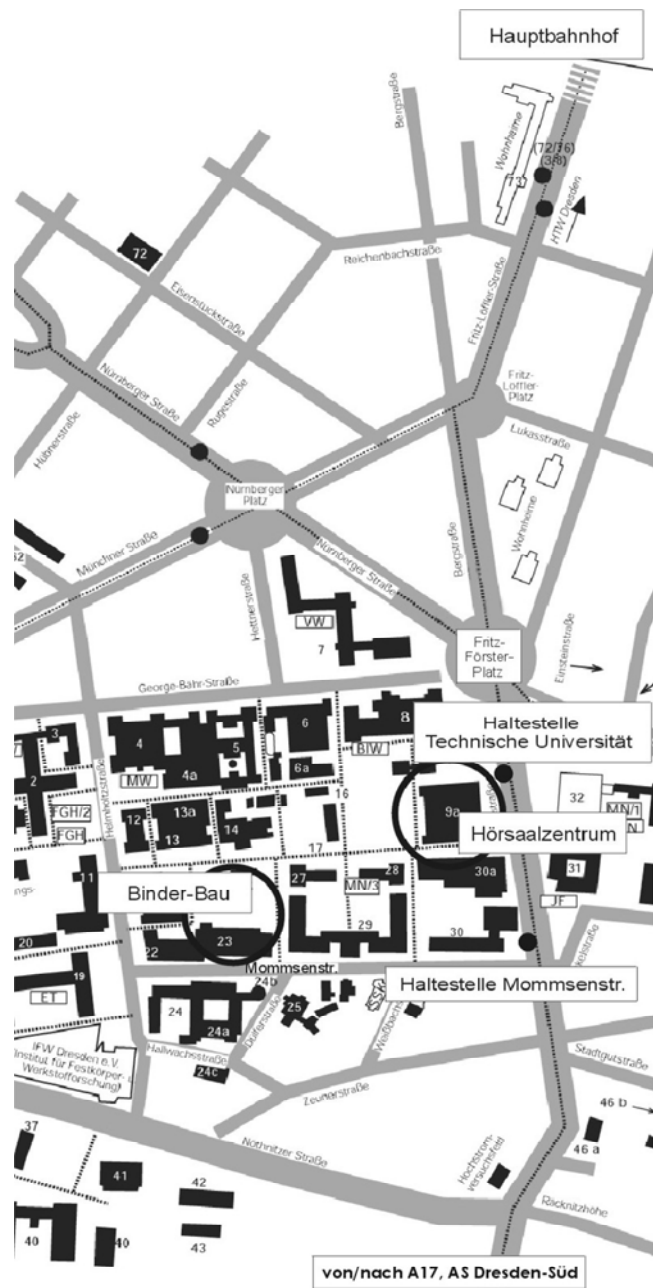 Hauptbahnhof
Bergstraße
Wohnheime
(72/76)
(3/8)
73
HTW Dresden
72
Reichenbachstraße
Eisenstuckstraße
Fritz-Löffler-Straße
Fritz-
Löffler-
Platz
Nürnberger Straße
Rugestraße
Hübnerstraße
Lukasstraße
Nürnberger
Platz
Wohnheime
Münchner Straße
Nürnberger Straße
Bergstraße
Hettnerstraße
VW
7
Fritz-
Förster-
Platz
Einsteinstraße
George-Bähr-Straße
3
4
5
6
8
Haltestelle
Technische Universität
2
4a
6a
BIW
MW
Helmholtzstraße
FGH/2
FGH
12
13a
13
14
16
9a
32
MN/1
17
Hörsaalzentrum
11
Binder-Bau
27
MN/3
28
30a
31
JF
20
22
23
29
30
19
Mommsenstr.
24b
Haltestelle Mommsenstr.
ET
24
24a
25
Dülferstraße
Weißbachs
IFW Dresden e.V.
(Institut für Festkörper- u.
Werkstofforschung)
Hallwachsstraße
24c
Zeunerstraße
Stadtgutstraße
46 b
37
Nöthnitzer Straße
Hochstrom-
versuchsfeld
46 a
41
42
Räcknitzhöhe
40
40
43
von/nach A17, AS Dresden-Süd